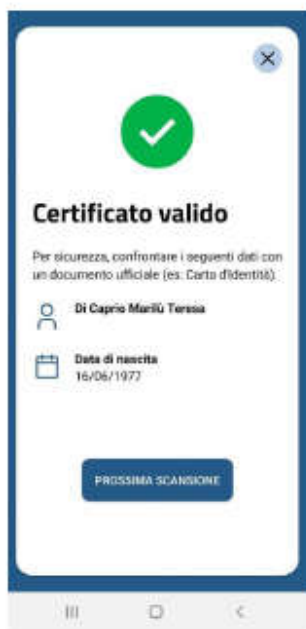 Certificato valido
Per sicurezza, confrontare i seguenti dati con
un documento ufficiale (es: Carta d'Identità)
Di Caprio Marilù Teresa
Data di nascita
16/06/1977
PROSSIMA SCANSIONE